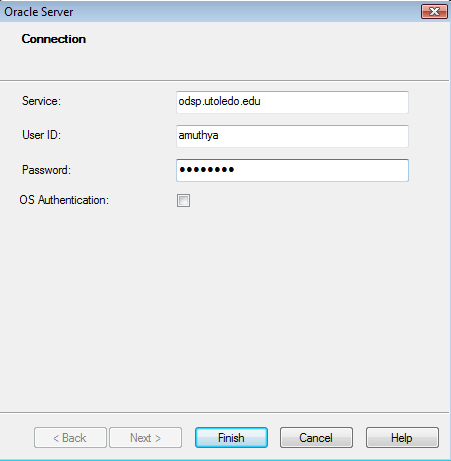 Oracle Server
Connection
Service: odsp.utoledo.edu
User ID: amuthya
Password: ●●●●●●●●
OS Authentication:
< Back Next > Finish Cancel Help